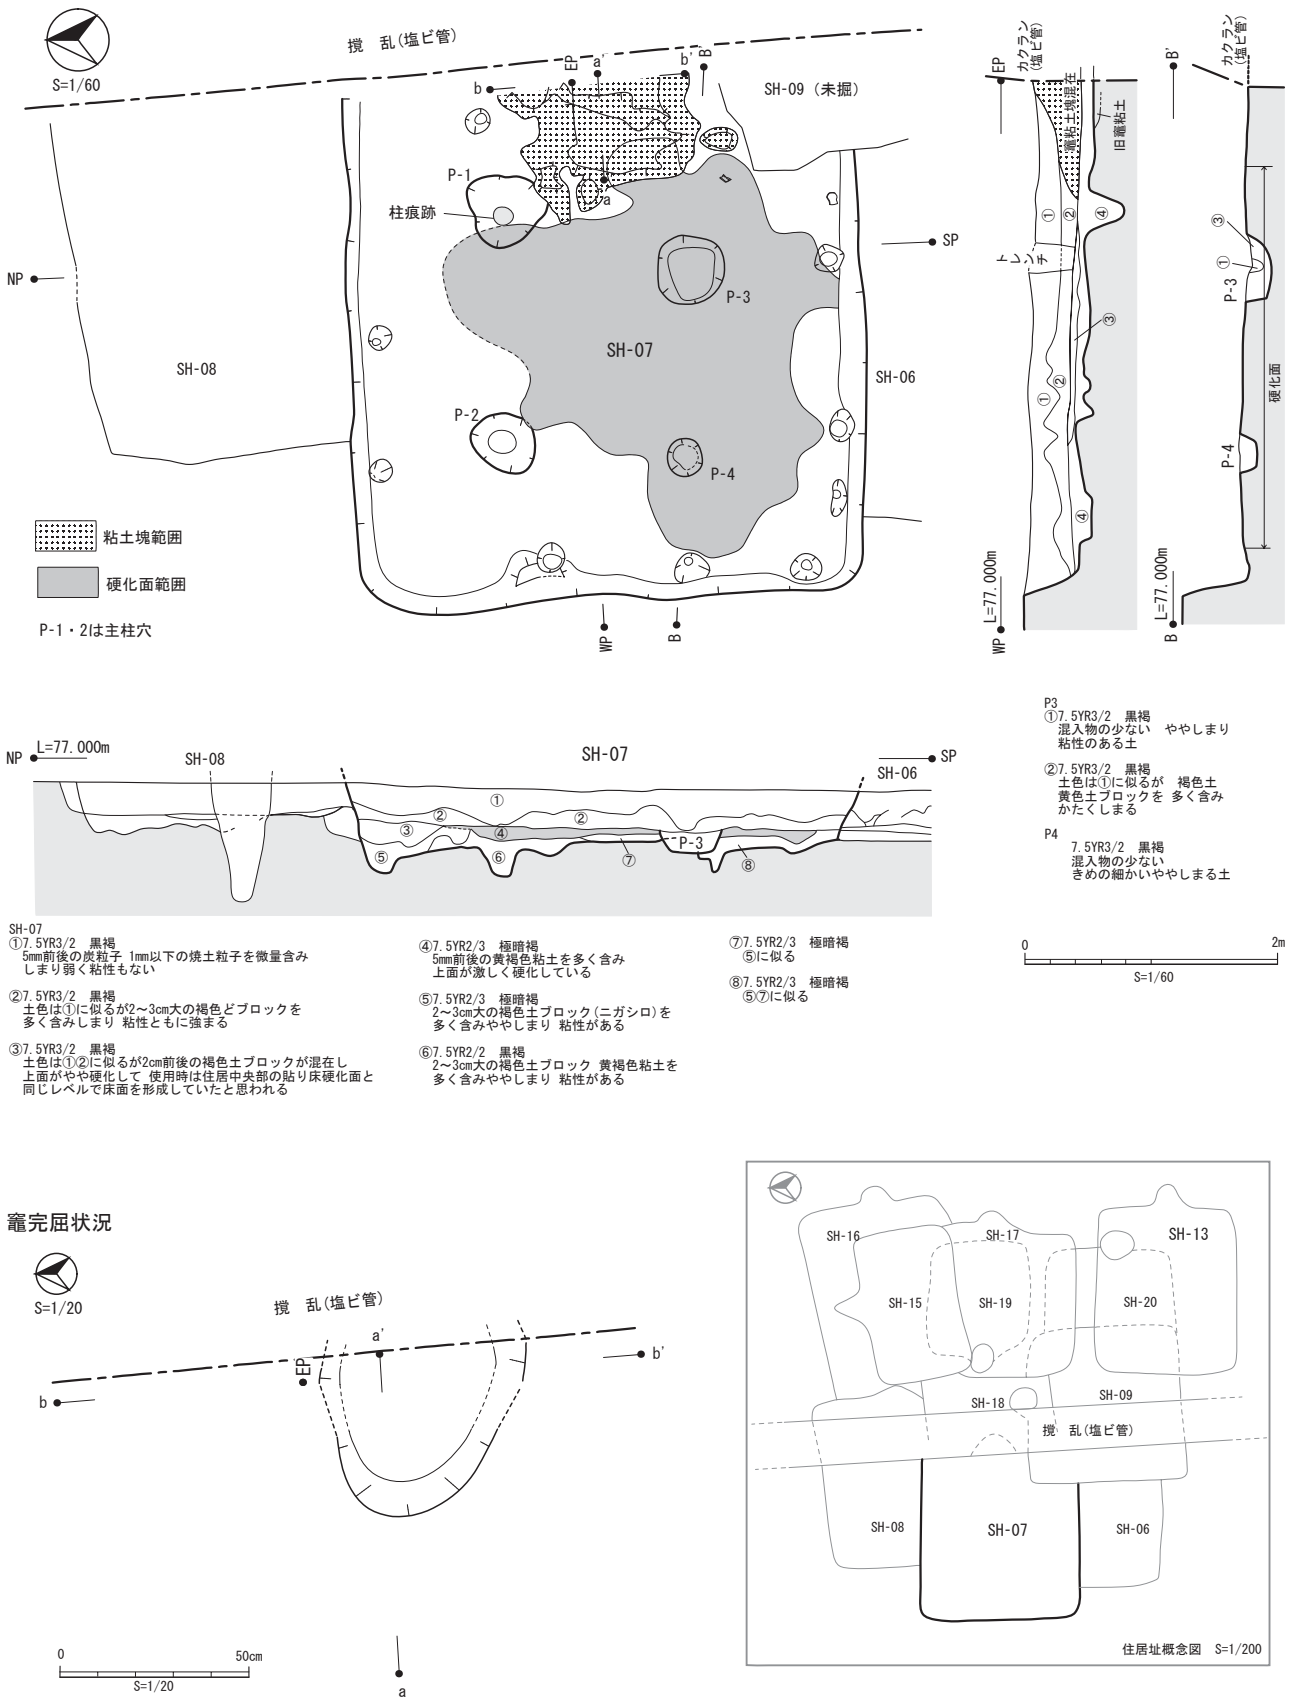 S=1/60
撹　乱(塩ビ管)
b
EP
a'
b'
B'
SH-09（未掘）
P-1
柱痕跡
a
NP
SP
P-3
SH-07
SH-08
SH-06
P-2
P-4
粘土塊範囲
硬化面範囲
P-1・2は主柱穴
WP
B
EP
カクラン
(塩ビ管)
竈粘土塊混在
旧竈粘土
①
②
④
トレンチ
③
②
①
④
L=77.000m
WP
B'
カクラン
(塩ビ管)
③
①
P-3
硬化面
P-4
L=77.000m
B
P3
①7.5YR3/2　黒褐
混入物の少ない　ややしまり
粘性のある土
②7.5YR3/2　黒褐
土色は①に似るが　褐色土
黄色土ブロックを 多く含み
かたくしまる
P4
7.5YR3/2　黒褐
混入物の少ない
きめの細かいややしまる土
0
2m
S=1/60
NP
L=77.000m
SH-08
SH-07
SH-06
SP
①
②
②
③
④
⑤
⑥
⑦
P-3
⑧
SH-07
①7.5YR3/2　黒褐
5mm前後の炭粒子 1mm以下の焼土粒子を微量含み
しまり弱く粘性もない
②7.5YR3/2　黒褐
土色は①に似るが2～3cm大の褐色どブロックを
多く含みしまり 粘性ともに強まる
③7.5YR3/2　黒褐
土色は①②に似るが2cm前後の褐色土ブロックが混在し
上面がやや硬化して 使用時は住居中央部の貼り床硬化面と
同じレベルで床面を形成していたと思われる
④7.5YR2/3　極暗褐
5mm前後の黄褐色粘土を多く含み
上面が激しく硬化している
⑤7.5YR2/3　極暗褐
2～3cm大の褐色土ブロック(ニガシロ)を
多く含みややしまり 粘性がある
⑥7.5YR2/2　黒褐
2～3cm大の褐色土ブロック 黄褐色粘土を
多く含みややしまり 粘性がある
⑦7.5YR2/3　極暗褐
⑤に似る
⑧7.5YR2/3　極暗褐
⑤⑦に似る
竈完屈状況
S=1/20
撹　乱(塩ビ管)
a'
EP
b'
b
0
50cm
S=1/20
a
SH-16
SH-17
SH-13
SH-15
SH-19
SH-20
SH-18
SH-09
撹　乱(塩ビ管)
SH-08
SH-07
SH-06
住居址概念図　S=1/200